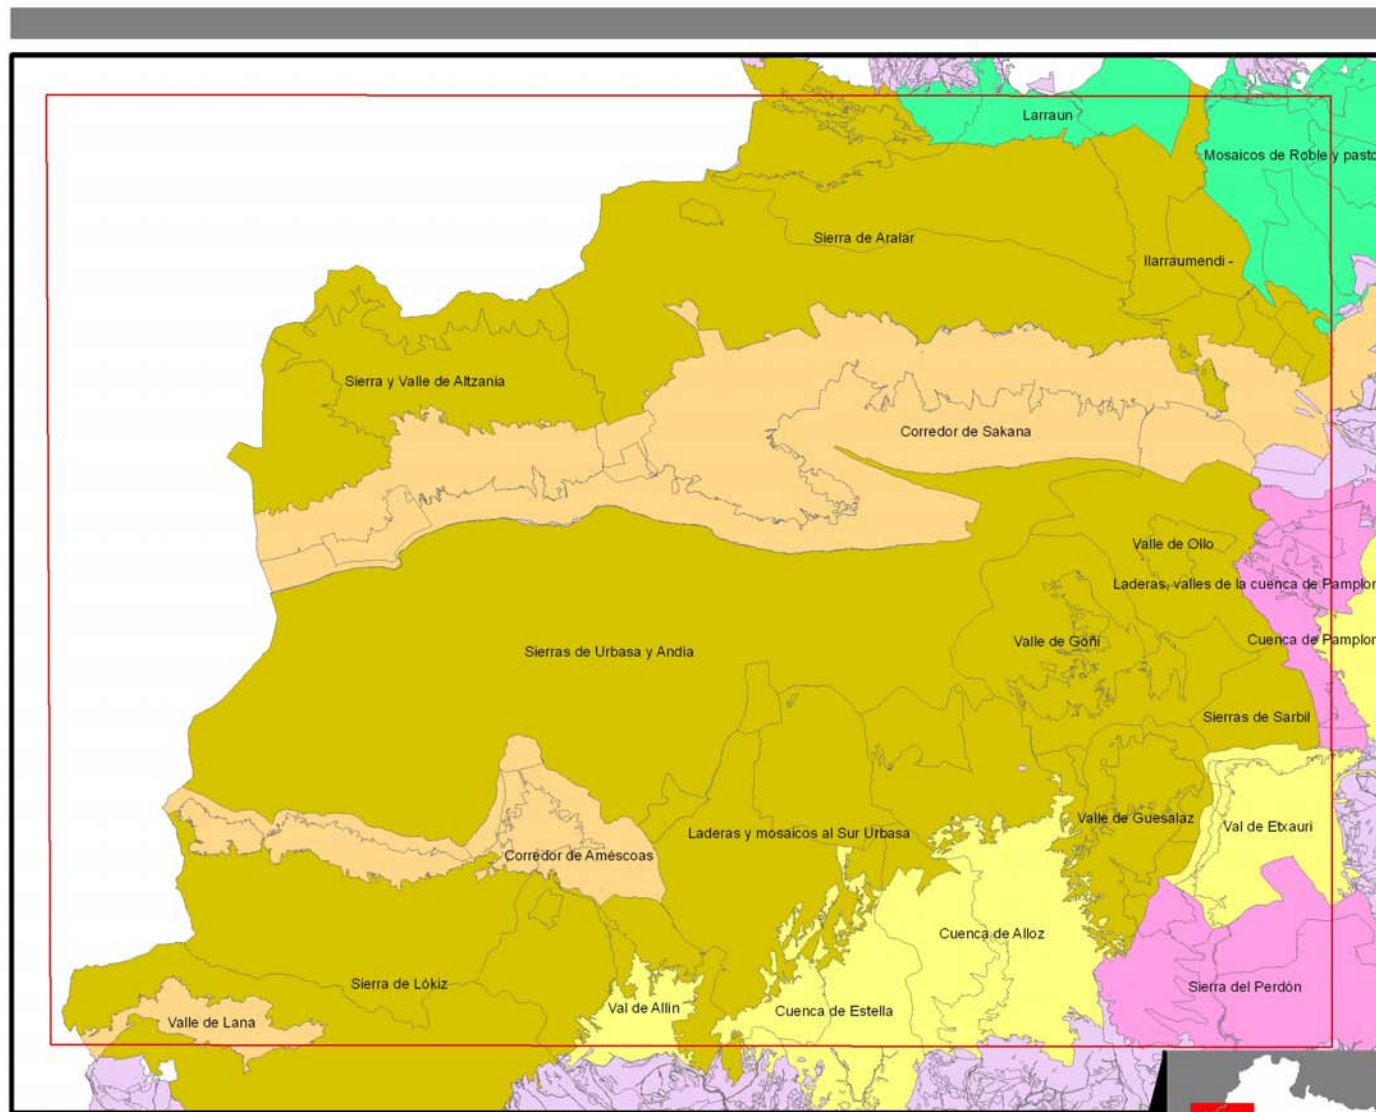 Larraun
Mosaicos de Roble y pasto
Sierra de Aralar
Ilarraumendi -
Sierra y Valle de Altzania
Corredor de Sakana
Valle de Ollo
Laderas, valles de la cuenca de Pamplon
Valle de Goñi
Cuenca de Pamplon
Sierras de Urbasa y Andia
Sierras de Sarbil
Valle de Guesalaz
Val de Etxauri
Laderas y mosaicos al Sur Urbasa
Corredor de Améscoas
Cuenca de Alloz
Sierra de Lókiz
Sierra del Perdón
Val de Allin
Cuenca de Estella
Valle de Lana